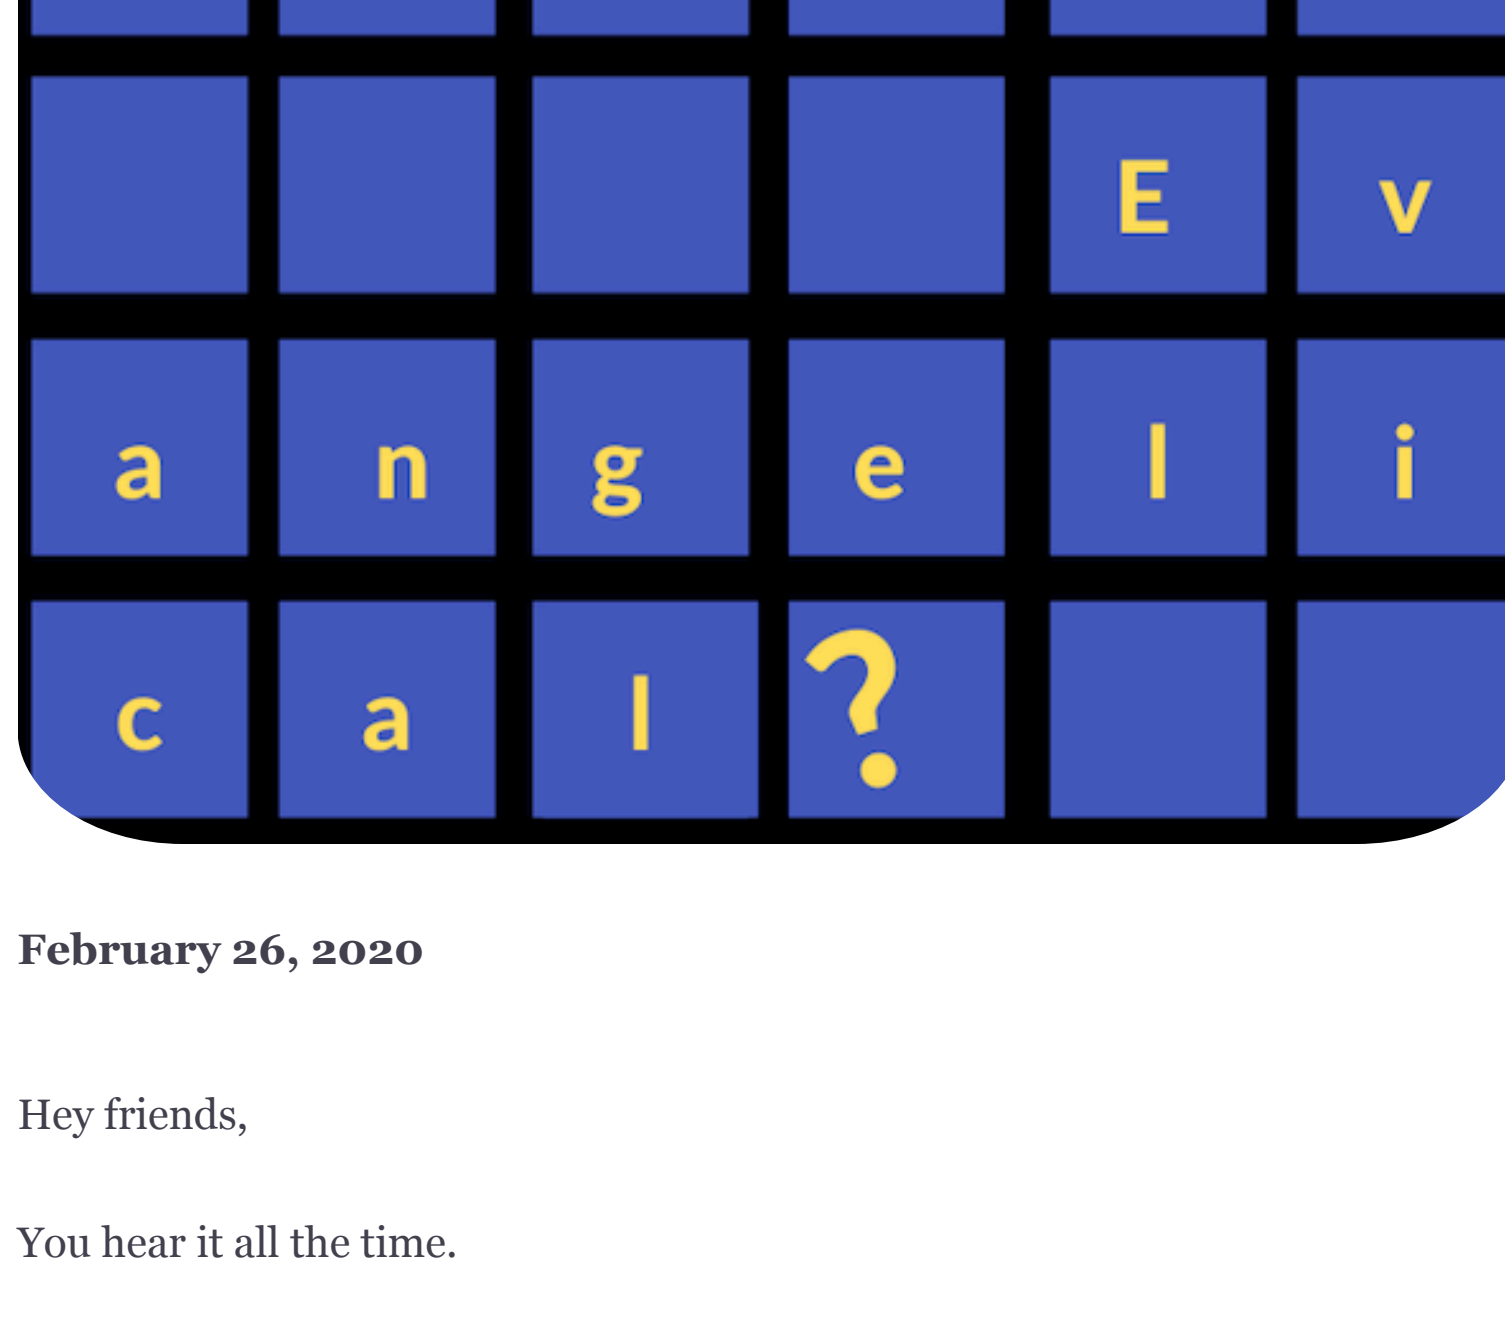 E v
a n g e l i
c a l ?
February 26, 2020
Hey friends,
You hear it all the time.